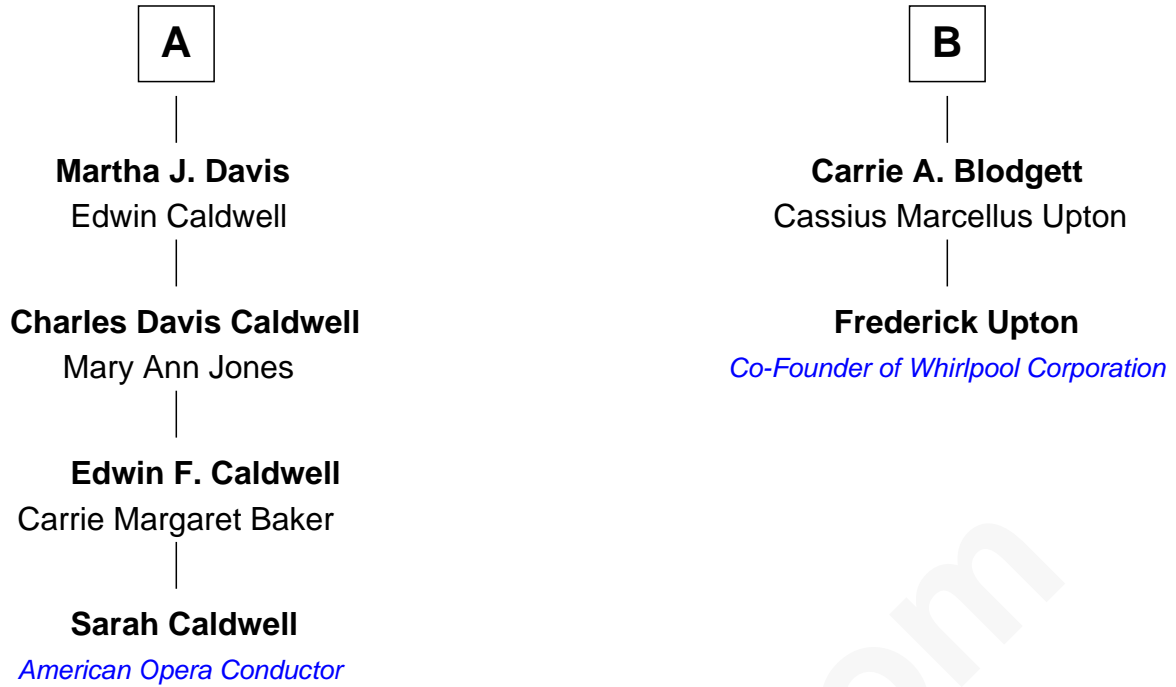 A
Martha J. Davis
Edwin Caldwell
Charles Davis Caldwell
Mary Ann Jones
Edwin F. Caldwell
Carrie Margaret Baker
Sarah Caldwell
American Opera Conductor
B
Carrie A. Blodgett
Cassius Marcellus Upton
Frederick Upton
Co-Founder of Whirlpool Corporation
om